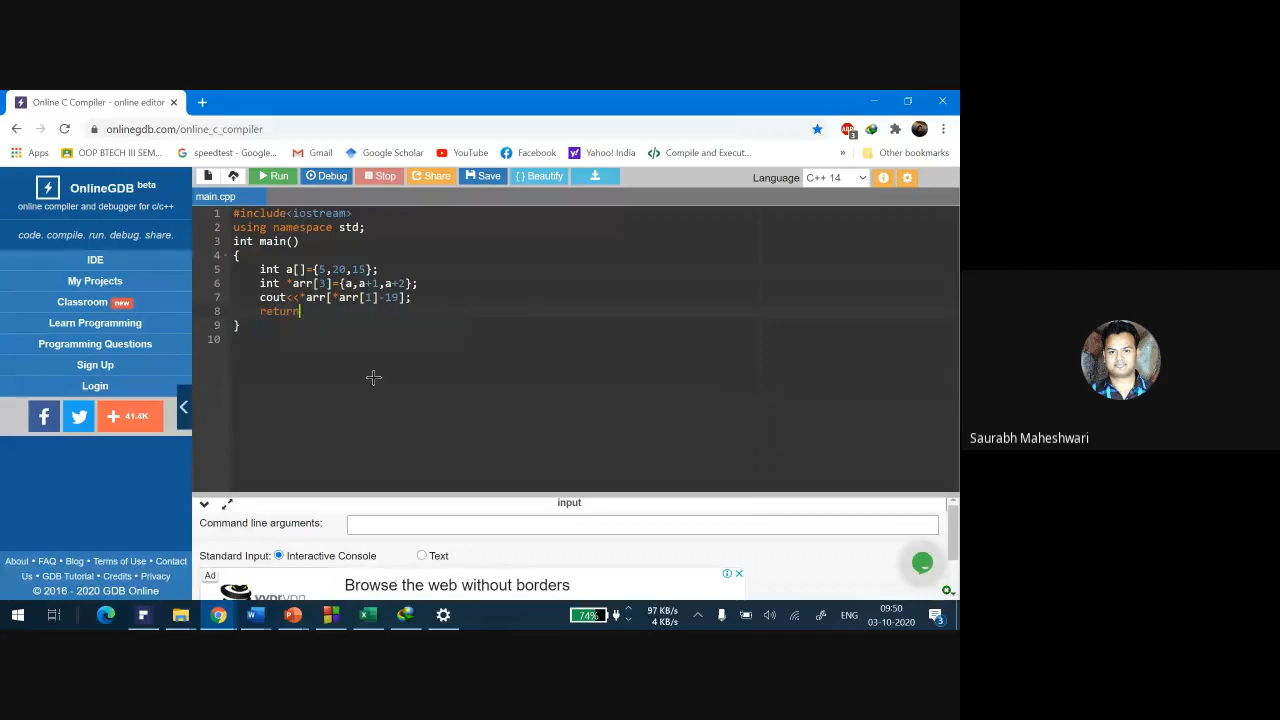 Online C Compiler - online editor
onlinegdb.com/online_c_compiler
Apps OOP BTECH III SEM... speedtest - Google... Gmail Google Scholar YouTube Facebook Yahoo! India Compile and Execut... » Other bookmarks
OnlineGDB beta
online compiler and debugger for c/c++
code. compile. run. debug. share.
IDE
My Projects
Classroom new
Learn Programming
Programming Questions
Sign Up
Login
41.4K
About • FAQ • Blog • Terms of Use • Contact
Us • GDB Tutorial • Credits • Privacy
© 2016 - 2020 GDB Online
Run Debug Stop Share Save { } Beautify Language C++ 14
main.cpp
1 #include<iostream>
2 using namespace std;
3 int main()
4 {
5 int a[]={5,20,15};
6 int *arr[3]={a,a+1,a+2};
7 cout<<*arr[*arr[1]-19];
8 return
9 }
10
input
Command line arguments:
Standard Input: Interactive Console Text
Ad
Browse the web without borders
Saurabh Maheshwari
74% 97 KB/s
4 KB/s
ENG
09:50
03-10-2020
3